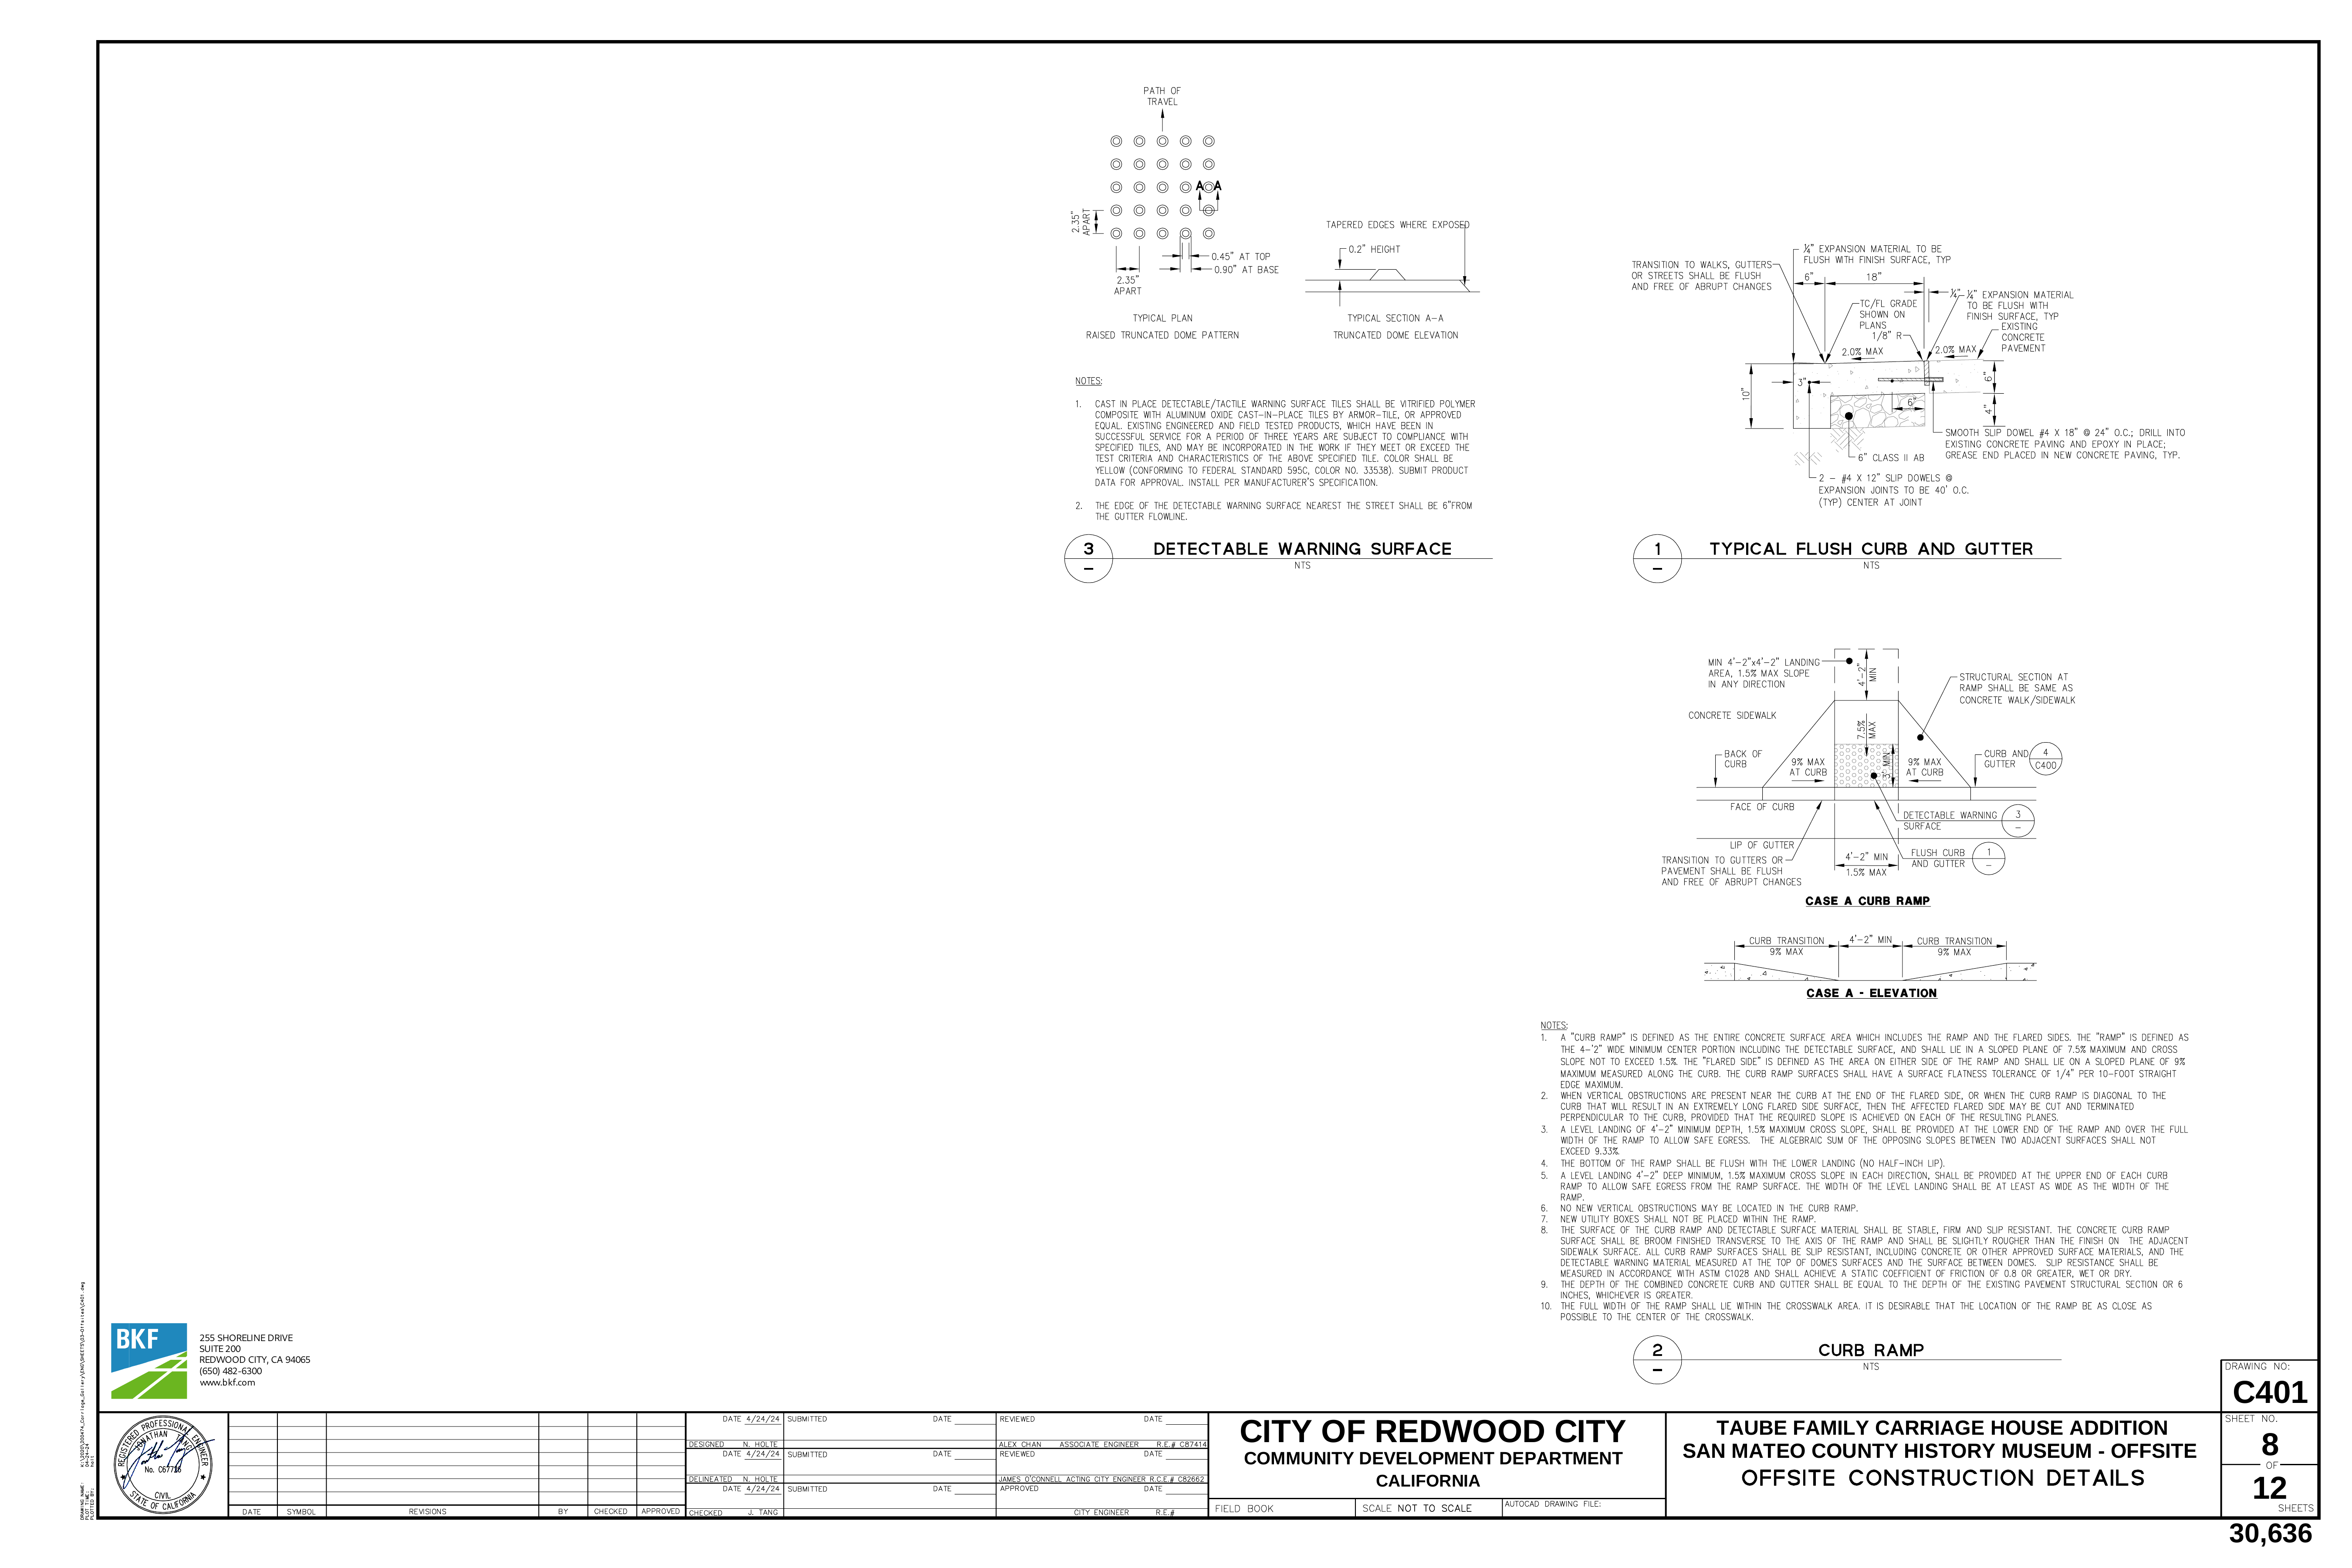 PATH OF
TRAVEL
A A
2.35"
APART
2.35"
APART
0.45" AT TOP
0.90" AT BASE
TYPICAL PLAN
RAISED TRUNCATED DOME PATTERN
TAPERED EDGES WHERE EXPOSED
0.2" HEIGHT
TYPICAL SECTION A-A
TRUNCATED DOME ELEVATION
NOTES:
1. CAST IN PLACE DETECTABLE/TACTILE WARNING SURFACE TILES SHALL BE VITRIFIED POLYMER
COMPOSITE WITH ALUMINUM OXIDE CAST-IN-PLACE TILES BY ARMOR-TILE, OR APPROVED
EQUAL. EXISTING ENGINEERED AND FIELD TESTED PRODUCTS, WHICH HAVE BEEN IN
SUCCESSFUL SERVICE FOR A PERIOD OF THREE YEARS ARE SUBJECT TO COMPLIANCE WITH
SPECIFIED TILES, AND MAY BE INCORPORATED IN THE WORK IF THEY MEET OR EXCEED THE
TEST CRITERIA AND CHARACTERISTICS OF THE ABOVE SPECIFIED TILE. COLOR SHALL BE
YELLOW (CONFORMING TO FEDERAL STANDARD 595C, COLOR NO. 33538). SUBMIT PRODUCT
DATA FOR APPROVAL. INSTALL PER MANUFACTURER'S SPECIFICATION.
2. THE EDGE OF THE DETECTABLE WARNING SURFACE NEAREST THE STREET SHALL BE 6"FROM
THE GUTTER FLOWLINE.
3
–
DETECTABLE WARNING SURFACE
NTS
¼" EXPANSION MATERIAL TO BE
FLUSH WITH FINISH SURFACE, TYP
TRANSITION TO WALKS, GUTTERS
OR STREETS SHALL BE FLUSH
AND FREE OF ABRUPT CHANGES
6"
18"
¼"
¼" EXPANSION MATERIAL
TO BE FLUSH WITH
FINISH SURFACE, TYP
TC/FL GRADE
SHOWN ON
PLANS
1/8" R
EXISTING
CONCRETE
PAVEMENT
2.0% MAX
2.0% MAX
10"
3"
6"
6"
4"
SMOOTH SLIP DOWEL #4 X 18" @ 24" O.C.; DRILL INTO
EXISTING CONCRETE PAVING AND EPOXY IN PLACE;
GREASE END PLACED IN NEW CONCRETE PAVING, TYP.
6" CLASS II AB
2 - #4 X 12" SLIP DOWELS @
EXPANSION JOINTS TO BE 40' O.C.
(TYP) CENTER AT JOINT
1
–
TYPICAL FLUSH CURB AND GUTTER
NTS
MIN 4'-2"x4'-2" LANDING
AREA, 1.5% MAX SLOPE
IN ANY DIRECTION
4'-2"
MIN
STRUCTURAL SECTION AT
RAMP SHALL BE SAME AS
CONCRETE WALK/SIDEWALK
CONCRETE SIDEWALK
7.5%
MAX
BACK OF
CURB
9% MAX
AT CURB
3' MIN
9% MAX
AT CURB
CURB AND
GUTTER
4
C400
FACE OF CURB
DETECTABLE WARNING
SURFACE
3
–
LIP OF GUTTER
TRANSITION TO GUTTERS OR
PAVEMENT SHALL BE FLUSH
AND FREE OF ABRUPT CHANGES
4'-2" MIN
1.5% MAX
FLUSH CURB
AND GUTTER
1
–
CASE A CURB RAMP
CURB TRANSITION
9% MAX
4'-2" MIN
CURB TRANSITION
9% MAX
CASE A - ELEVATION
NOTES:
1. A "CURB RAMP" IS DEFINED AS THE ENTIRE CONCRETE SURFACE AREA WHICH INCLUDES THE RAMP AND THE FLARED SIDES. THE "RAMP" IS DEFINED AS
THE 4-'2" WIDE MINIMUM CENTER PORTION INCLUDING THE DETECTABLE SURFACE, AND SHALL LIE IN A SLOPED PLANE OF 7.5% MAXIMUM AND CROSS
SLOPE NOT TO EXCEED 1.5%. THE "FLARED SIDE" IS DEFINED AS THE AREA ON EITHER SIDE OF THE RAMP AND SHALL LIE ON A SLOPED PLANE OF 9%
MAXIMUM MEASURED ALONG THE CURB. THE CURB RAMP SURFACES SHALL HAVE A SURFACE FLATNESS TOLERANCE OF 1/4" PER 10-FOOT STRAIGHT
EDGE MAXIMUM.
2. WHEN VERTICAL OBSTRUCTIONS ARE PRESENT NEAR THE CURB AT THE END OF THE FLARED SIDE, OR WHEN THE CURB RAMP IS DIAGONAL TO THE
CURB THAT WILL RESULT IN AN EXTREMELY LONG FLARED SIDE SURFACE, THEN THE AFFECTED FLARED SIDE MAY BE CUT AND TERMINATED
PERPENDICULAR TO THE CURB, PROVIDED THAT THE REQUIRED SLOPE IS ACHIEVED ON EACH OF THE RESULTING PLANES.
3. A LEVEL LANDING OF 4'-2" MINIMUM DEPTH, 1.5% MAXIMUM CROSS SLOPE, SHALL BE PROVIDED AT THE LOWER END OF THE RAMP AND OVER THE FULL
WIDTH OF THE RAMP TO ALLOW SAFE EGRESS. THE ALGEBRAIC SUM OF THE OPPOSING SLOPES BETWEEN TWO ADJACENT SURFACES SHALL NOT
EXCEED 9.33%.
4. THE BOTTOM OF THE RAMP SHALL BE FLUSH WITH THE LOWER LANDING (NO HALF-INCH LIP).
5. A LEVEL LANDING 4'-2" DEEP MINIMUM, 1.5% MAXIMUM CROSS SLOPE IN EACH DIRECTION, SHALL BE PROVIDED AT THE UPPER END OF EACH CURB
RAMP TO ALLOW SAFE EGRESS FROM THE RAMP SURFACE. THE WIDTH OF THE LEVEL LANDING SHALL BE AT LEAST AS WIDE AS THE WIDTH OF THE
RAMP.
6. NO NEW VERTICAL OBSTRUCTIONS MAY BE LOCATED IN THE CURB RAMP.
7. NEW UTILITY BOXES SHALL NOT BE PLACED WITHIN THE RAMP.
8. THE SURFACE OF THE CURB RAMP AND DETECTABLE SURFACE MATERIAL SHALL BE STABLE, FIRM AND SLIP RESISTANT. THE CONCRETE CURB RAMP
SURFACE SHALL BE BROOM FINISHED TRANSVERSE TO THE AXIS OF THE RAMP AND SHALL BE SLIGHTLY ROUGHER THAN THE FINISH ON THE ADJACENT
SIDEWALK SURFACE. ALL CURB RAMP SURFACES SHALL BE SLIP RESISTANT, INCLUDING CONCRETE OR OTHER APPROVED SURFACE MATERIALS, AND THE
DETECTABLE WARNING MATERIAL MEASURED AT THE TOP OF DOMES SURFACES AND THE SURFACE BETWEEN DOMES. SLIP RESISTANCE SHALL BE
MEASURED IN ACCORDANCE WITH ASTM C1028 AND SHALL ACHIEVE A STATIC COEFFICIENT OF FRICTION OF 0.8 OR GREATER, WET OR DRY.
9. THE DEPTH OF THE COMBINED CONCRETE CURB AND GUTTER SHALL BE EQUAL TO THE DEPTH OF THE EXISTING PAVEMENT STRUCTURAL SECTION OR 6
INCHES, WHICHEVER IS GREATER.
10. THE FULL WIDTH OF THE RAMP SHALL LIE WITHIN THE CROSSWALK AREA. IT IS DESIRABLE THAT THE LOCATION OF THE RAMP BE AS CLOSE AS
POSSIBLE TO THE CENTER OF THE CROSSWALK.
2
–
CURB RAMP
NTS
BKF
255 SHORELINE DRIVE
SUITE 200
REDWOOD CITY, CA 94065
(650) 482-6300
www.bkf.com
REGISTERED PROFESSIONAL ENGINEER
JONATHAN TANG
No. C67726
CIVIL
STATE OF CALIFORNIA
DATE SYMBOL REVISIONS BY CHECKED APPROVED
DATE 4/24/24 SUBMITTED DATE REVIEWED DATE
DESIGNED N. HOLTE ALEX CHAN ASSOCIATE ENGINEER R.E.# C87414
DATE 4/24/24 SUBMITTED DATE REVIEWED DATE
DELINEATED N. HOLTE JAMES O'CONNELL ACTING CITY ENGINEER R.C.E.# C82662
DATE 4/24/24 SUBMITTED DATE APPROVED DATE
CHECKED J. TANG CITY ENGINEER R.E.#
CITY OF REDWOOD CITY
COMMUNITY DEVELOPMENT DEPARTMENT
CALIFORNIA
FIELD BOOK SCALE NOT TO SCALE AUTOCAD DRAWING FILE:
TAUBE FAMILY CARRIAGE HOUSE ADDITION
SAN MATEO COUNTY HISTORY MUSEUM - OFFSITE
OFFSITE CONSTRUCTION DETAILS
DRAWING NO:
C401
SHEET NO.
8
OF
12
SHEETS
30,636
DRAWING NAME:
PLOT TIME: 04-24-24
PLOTTED BY: holt